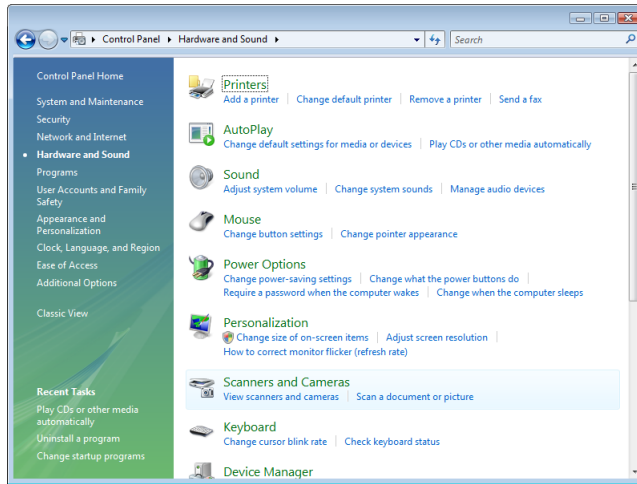 Control Panel Hardware and Sound Search
Control Panel Home
System and Maintenance
Security
Network and Internet
Hardware and Sound
Programs
User Accounts and Family
Safety
Appearance and
Personalization
Clock, Language, and Region
Ease of Access
Additional Options
Classic View
Recent Tasks
Play CDs or other media
automatically
Uninstall a program
Change startup programs
Printers
Add a printer Change default printer Remove a printer Send a fax
AutoPlay
Change default settings for media or devices Play CDs or other media automatically
Sound
Adjust system volume Change system sounds Manage audio devices
Mouse
Change button settings Change pointer appearance
Power Options
Change power-saving settings Change what the power buttons do
Require a password when the computer wakes Change when the computer sleeps
Personalization
Change size of on-screen items Adjust screen resolution
How to correct monitor flicker (refresh rate)
Scanners and Cameras
View scanners and cameras Scan a document or picture
Keyboard
Change cursor blink rate Check keyboard status
Device Manager